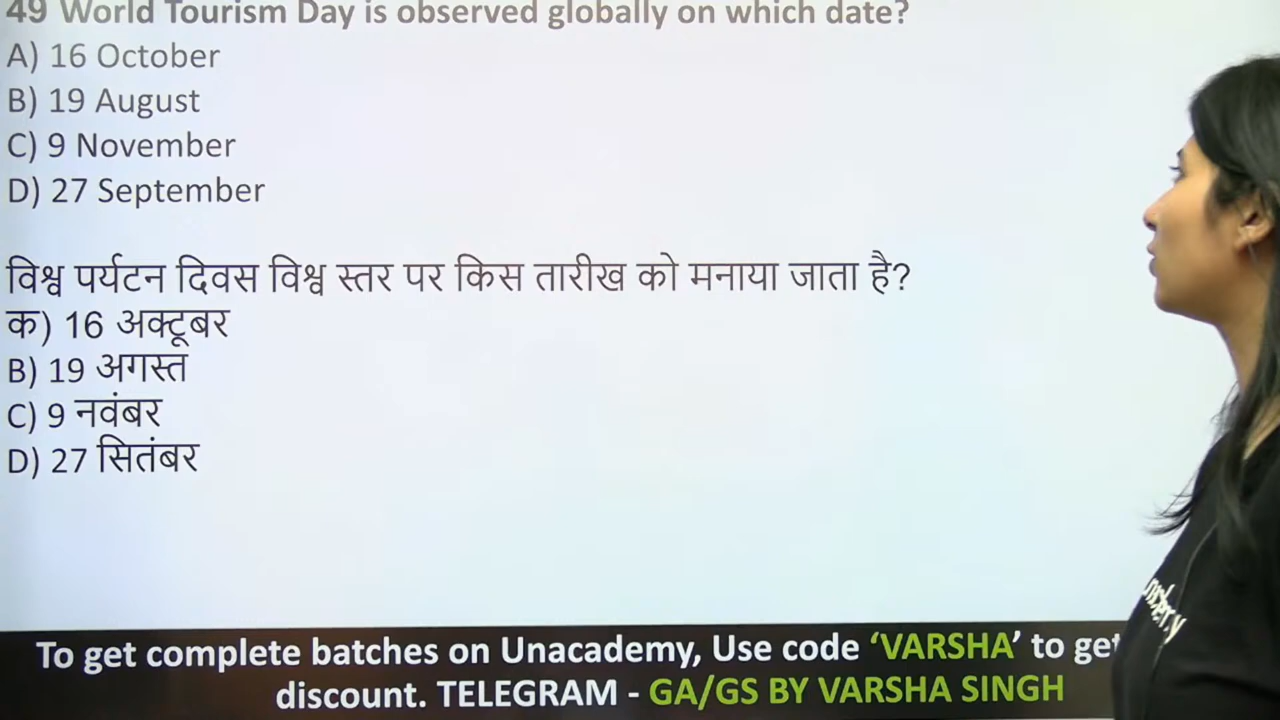 49 World Tourism Day is observed globally on which date?
A) 16 October
B) 19 August
C) 9 November
D) 27 September
विश्व पर्यटन दिवस विश्व स्तर पर किस तारीख को मनाया जाता है?
क) 16 अक्टूबर
B) 19 अगस्त
C) 9 नवंबर
D) 27 सितंबर
To get complete batches on Unacademy, Use code ‘VARSHA’ to get
discount. TELEGRAM - GA/GS BY VARSHA SINGH